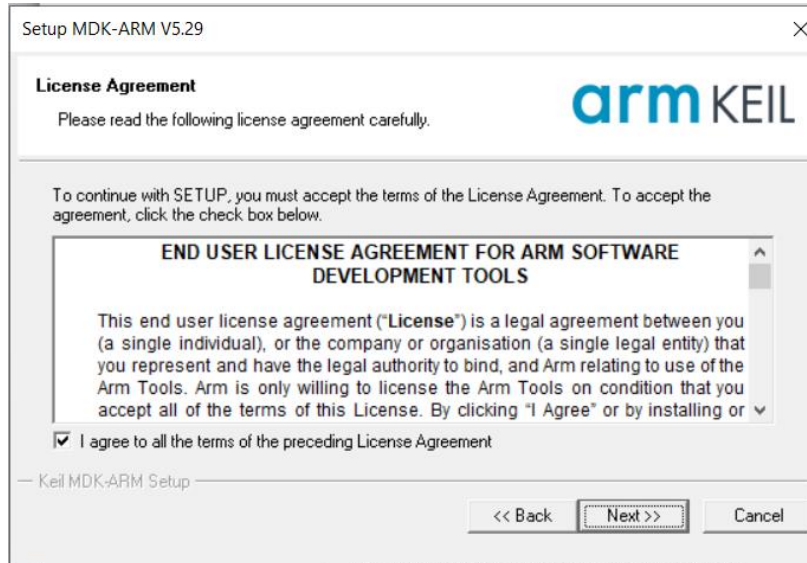 Setup MDK-ARM V5.29
License Agreement
Please read the following license agreement carefully.
arm KEIL
To continue with SETUP, you must accept the terms of the License Agreement. To accept the
agreement, click the check box below.
END USER LICENSE AGREEMENT FOR ARM SOFTWARE
DEVELOPMENT TOOLS
This end user license agreement (“License”) is a legal agreement between you
(a single individual), or the company or organisation (a single legal entity) that
you represent and have the legal authority to bind, and Arm relating to use of the
Arm Tools. Arm is only willing to license the Arm Tools on condition that you
accept all of the terms of this License. By clicking “I Agree” or by installing or
I agree to all the terms of the preceding License Agreement
Keil MDK-ARM Setup
<< Back
Next >>
Cancel